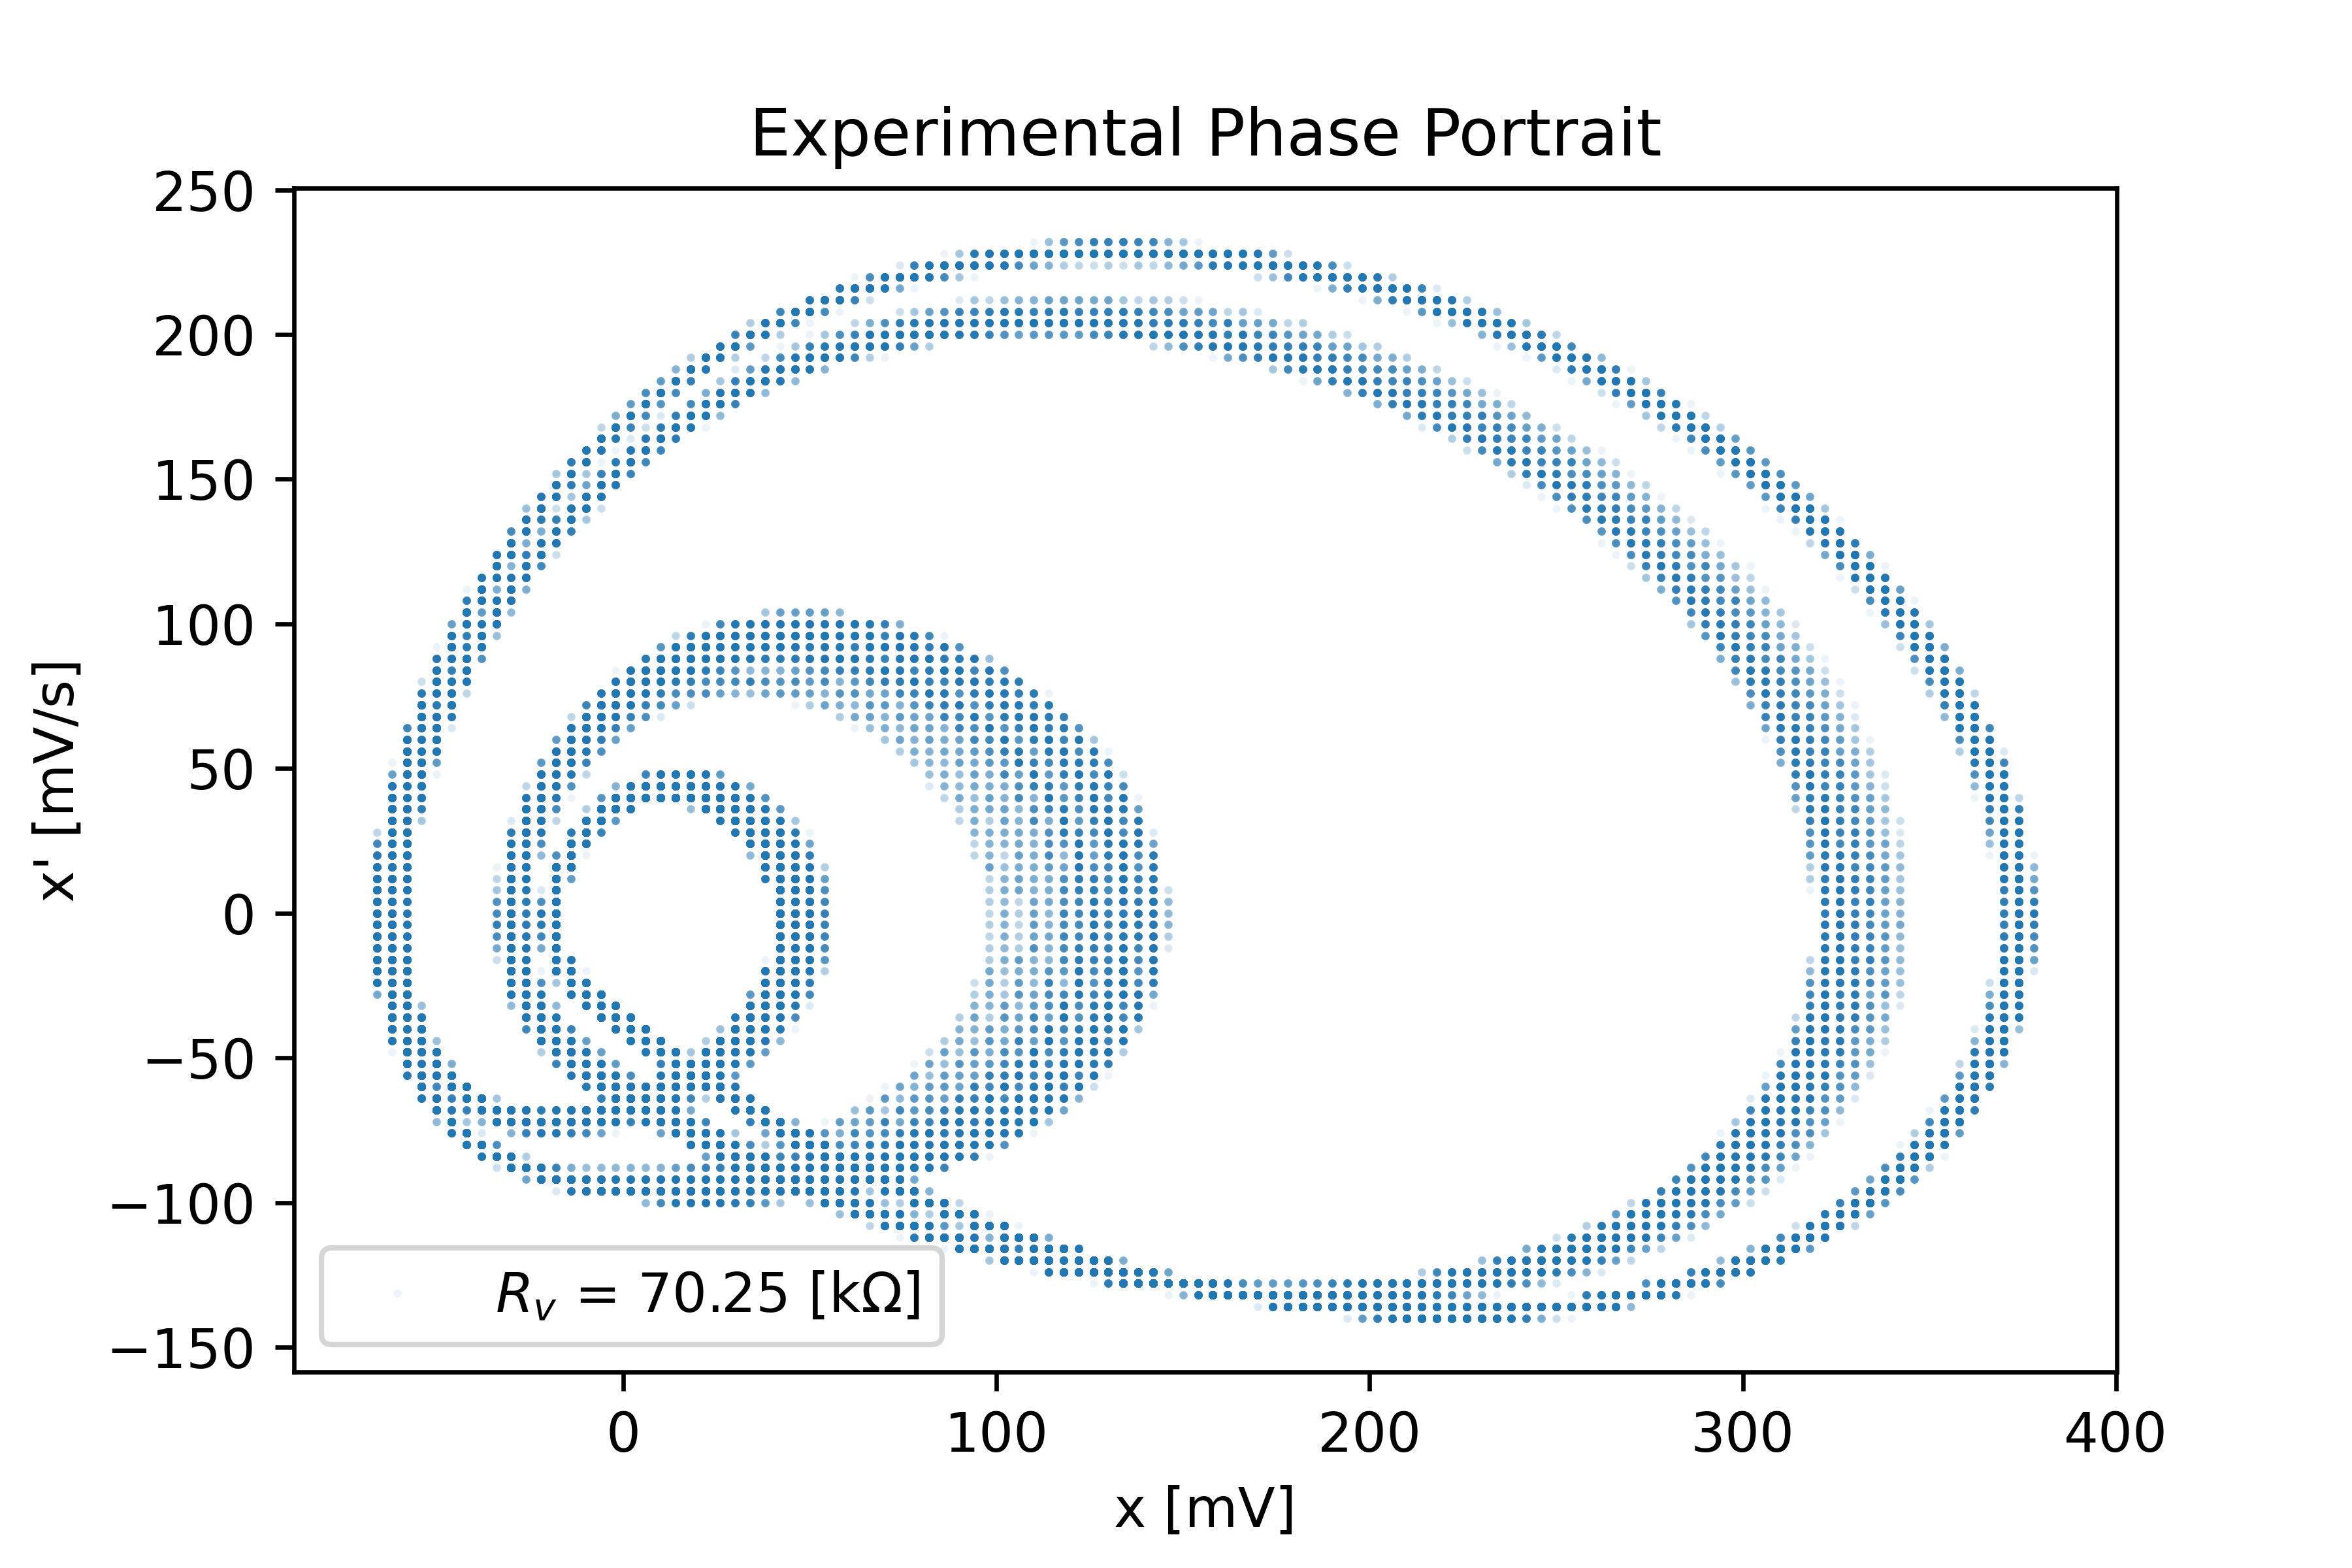 Experimental Phase Portrait
250
200
150
100
50
0
−50
−100
−150
x' [mV/s]
R_v = 70.25 [kΩ]
0 100 200 300 400
x [mV]